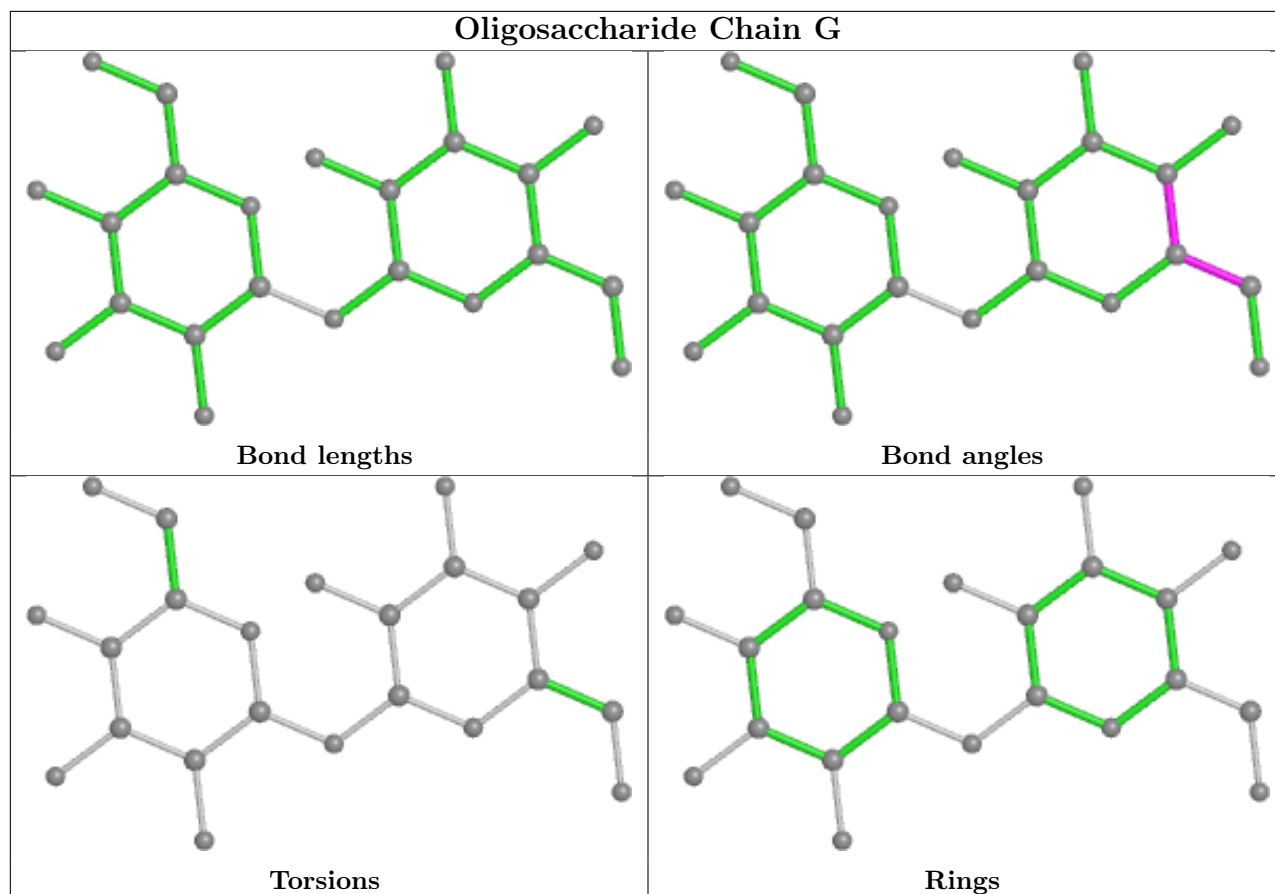 Oligosaccharide Chain G
Bond lengths
Bond angles
Torsions
Rings